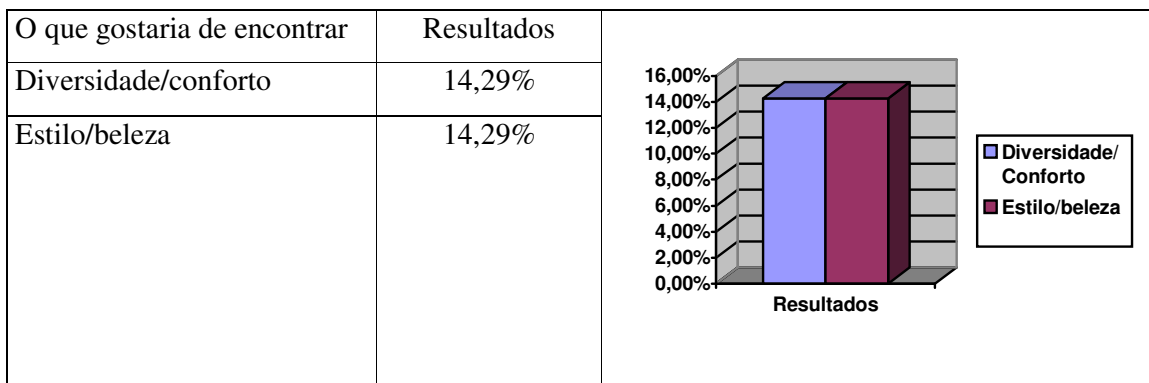 O que gostaria de encontrar Resultados
Diversidade/conforto 14,29%
Estilo/beleza 14,29%
16,00%
14,00%
12,00%
10,00%
8,00%
6,00%
4,00%
2,00%
0,00%
Resultados
Diversidade/
Conforto
Estilo/beleza